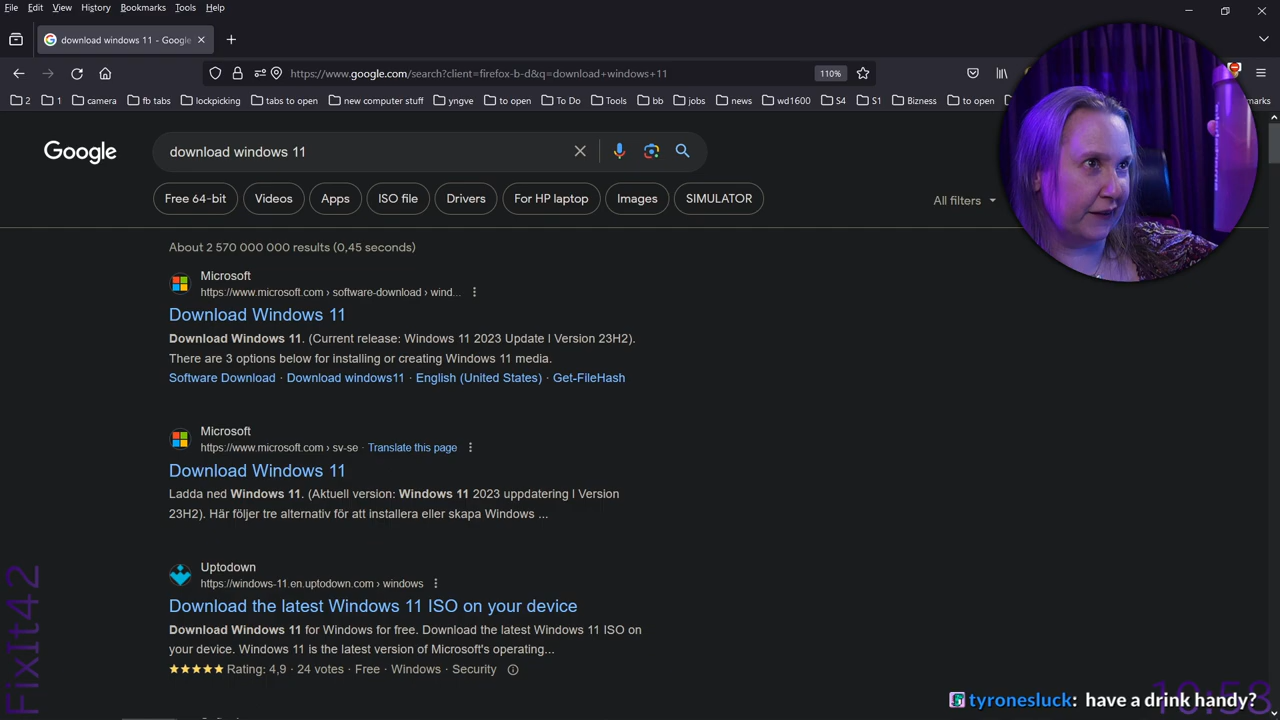 File Edit View History Bookmarks Tools Help
download windows 11 - Google
https://www.google.com/search?client=firefox-b-d&q=download+windows+11
110%
2 1 camera fb tabs lockpicking tabs to open new computer stuff yngve to open To Do Tools bb jobs news wd1600 S4 S1 Bizness to open
Google
download windows 11
Free 64-bit Videos Apps ISO file Drivers For HP laptop Images SIMULATOR
All filters
About 2 570 000 000 results (0,45 seconds)
Microsoft
https://www.microsoft.com › software-download › wind...
Download Windows 11
Download Windows 11. (Current release: Windows 11 2023 Update l Version 23H2).
There are 3 options below for installing or creating Windows 11 media.
Software Download · Download windows11 · English (United States) · Get-FileHash
Microsoft
https://www.microsoft.com › sv-se · Translate this page
Download Windows 11
Ladda ned Windows 11. (Aktuell version: Windows 11 2023 uppdatering l Version
23H2). Här följer tre alternativ för att installera eller skapa Windows ...
Uptodown
https://windows-11.en.uptodown.com › windows
Download the latest Windows 11 ISO on your device
Download Windows 11 for Windows for free. Download the latest Windows 11 ISO on
your device. Windows 11 is the latest version of Microsoft's operating...
Rating: 4,9 · 24 votes · Free · Windows · Security
FixIt42
tyronesluck: have a drink handy?